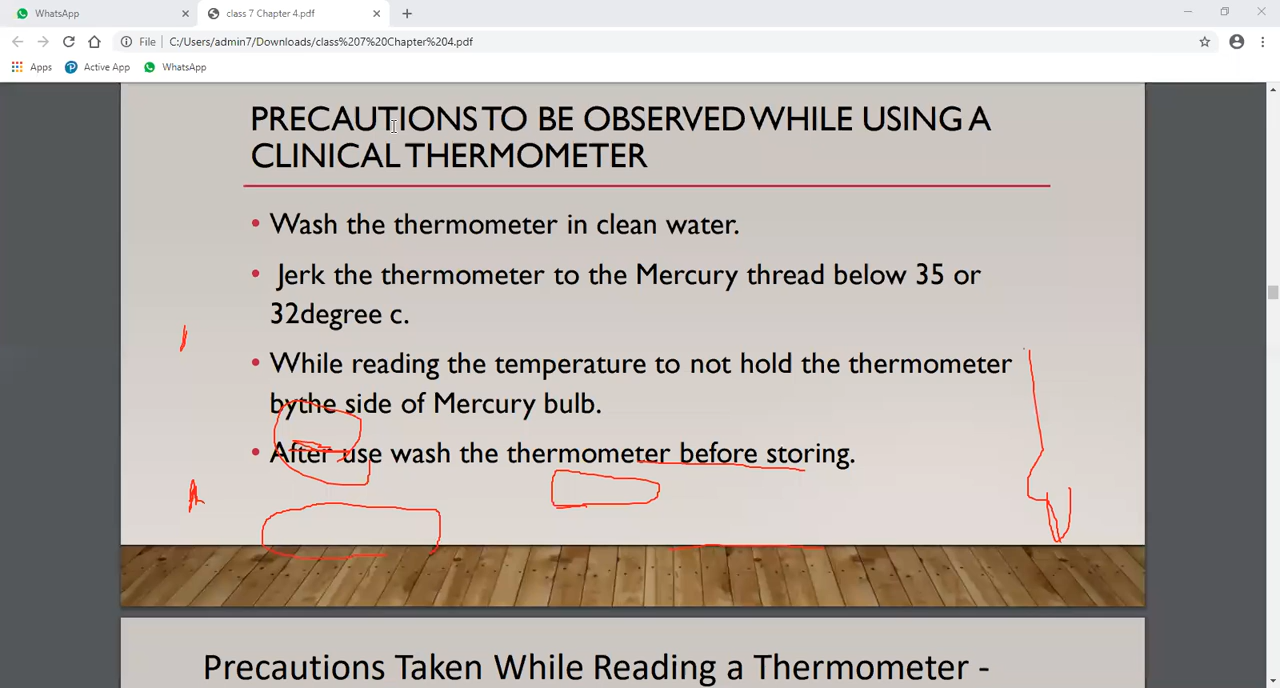 WhatsApp
class 7 Chapter 4.pdf
File
C:/Users/admin7/Downloads/class%207%20Chapter%204.pdf
Apps
Active App
WhatsApp
PRECAUTIONS TO BE OBSERVED WHILE USING A
CLINICAL THERMOMETER
• Wash the thermometer in clean water.
• Jerk the thermometer to the Mercury thread below 35 or
32degree c.
• While reading the temperature to not hold the thermometer
bythe side of Mercury bulb.
• After use wash the thermometer before storing.
Precautions Taken While Reading a Thermometer -